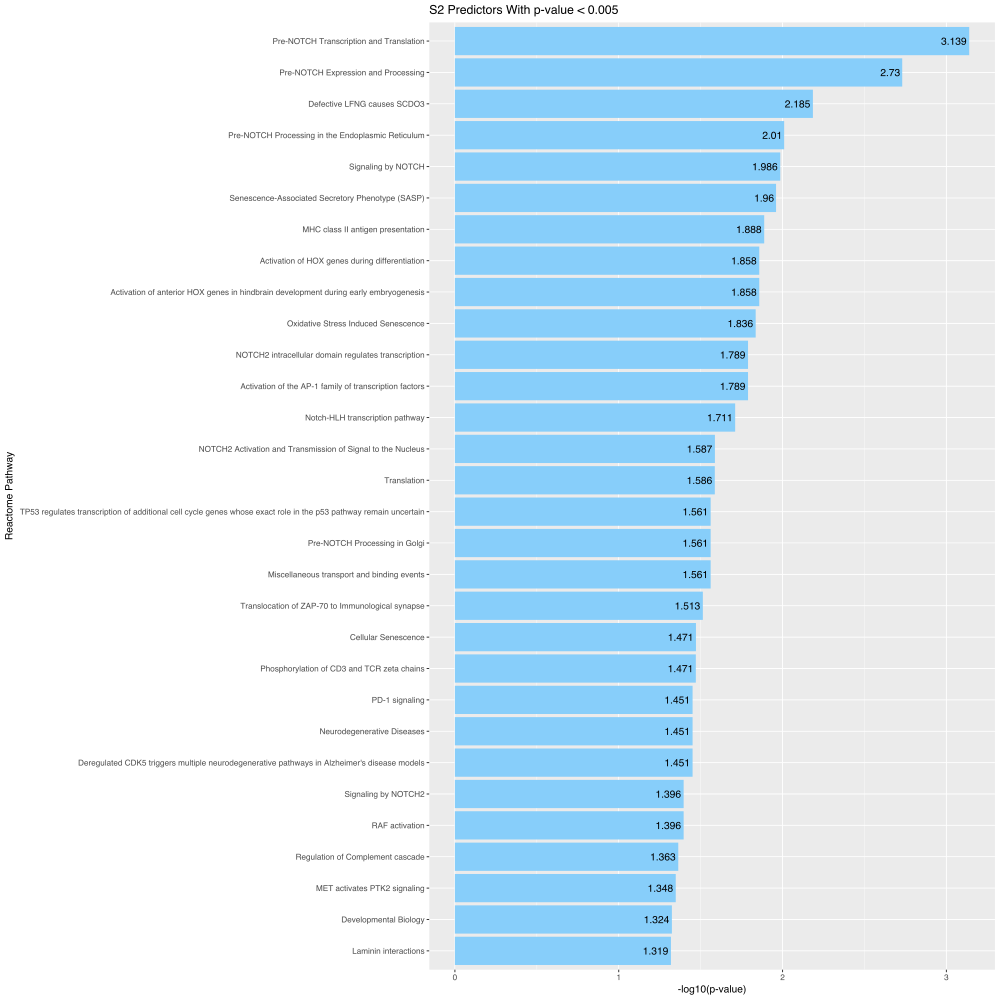 S2 Predictors With p-value < 0.005
Reactome Pathway
Pre-NOTCH Transcription and Translation 3.139
Pre-NOTCH Expression and Processing 2.73
Defective LFNG causes SCDO3 2.185
Pre-NOTCH Processing in the Endoplasmic Reticulum 2.01
Signaling by NOTCH 1.986
Senescence-Associated Secretory Phenotype (SASP) 1.96
MHC class II antigen presentation 1.888
Activation of HOX genes during differentiation 1.858
Activation of anterior HOX genes in hindbrain development during early embryogenesis 1.858
Oxidative Stress Induced Senescence 1.836
NOTCH2 intracellular domain regulates transcription 1.789
Activation of the AP-1 family of transcription factors 1.789
Notch-HLH transcription pathway 1.711
NOTCH2 Activation and Transmission of Signal to the Nucleus 1.587
Translation 1.586
TP53 regulates transcription of additional cell cycle genes whose exact role in the p53 pathway remain uncertain 1.561
Pre-NOTCH Processing in Golgi 1.561
Miscellaneous transport and binding events 1.561
Translocation of ZAP-70 to Immunological synapse 1.513
Cellular Senescence 1.471
Phosphorylation of CD3 and TCR zeta chains 1.471
PD-1 signaling 1.451
Neurodegenerative Diseases 1.451
Deregulated CDK5 triggers multiple neurodegenerative pathways in Alzheimer's disease models 1.451
Signaling by NOTCH2 1.396
RAF activation 1.396
Regulation of Complement cascade 1.363
MET activates PTK2 signaling 1.348
Developmental Biology 1.324
Laminin interactions 1.319
0 1 2 3
-log10(p-value)